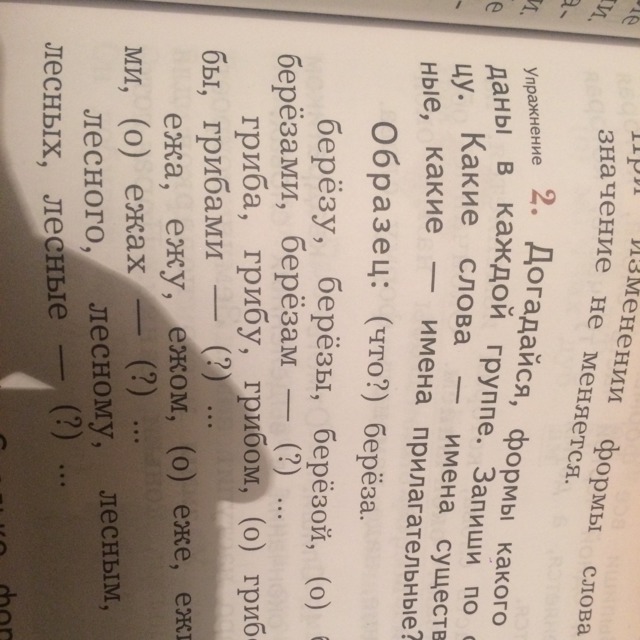 При изменении формы слова
значение не меняется.
Упражнение 2. Догадайся, формы какого
даны в каждой группе. Запиши по
цу. Какие слова — имена существ
ные, какие — имена прилагательные?
Образец: (что?) берёза.
берёзу, берёзы, берёзой, (о)
берёзами, берёзам — (?) ...
гриба, грибу, грибом, (о) гриб
бы, грибами — (?) ...
ежа, ежу, ежом, (о) еже, ежи
ми, (о) ежах — (?) ...
лесного, лесному, лесным,
лесных, лесные — (?) ...